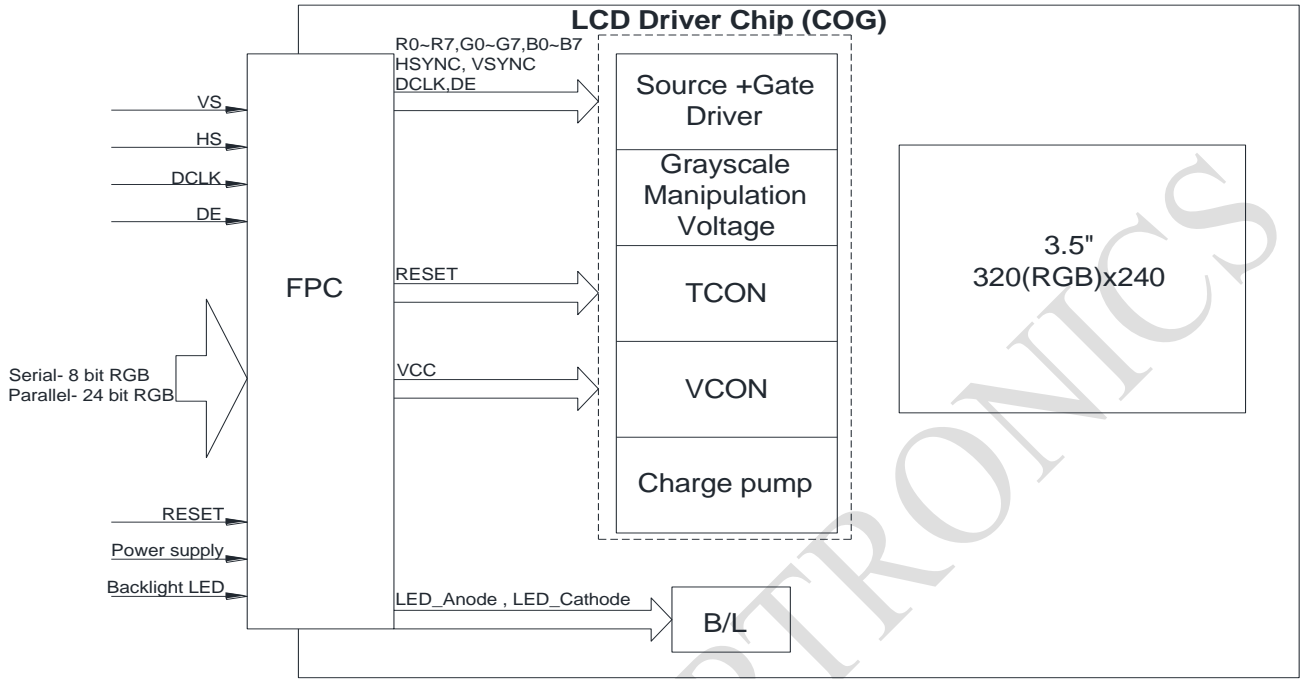 LCD Driver Chip (COG)
R0~R7,G0~G7,B0~B7
HSYNC, VSYNC
DCLK,DE
VS
HS
DCLK
DE
FPC
Serial- 8 bit RGB
Parallel- 24 bit RGB
RESET
VCC
RESET
Power supply
Backlight LED
LED_Anode , LED_Cathode
Source +Gate
Driver
Grayscale
Manipulation
Voltage
TCON
VCON
Charge pump
B/L
3.5"
320(RGB)x240
RTRONICS